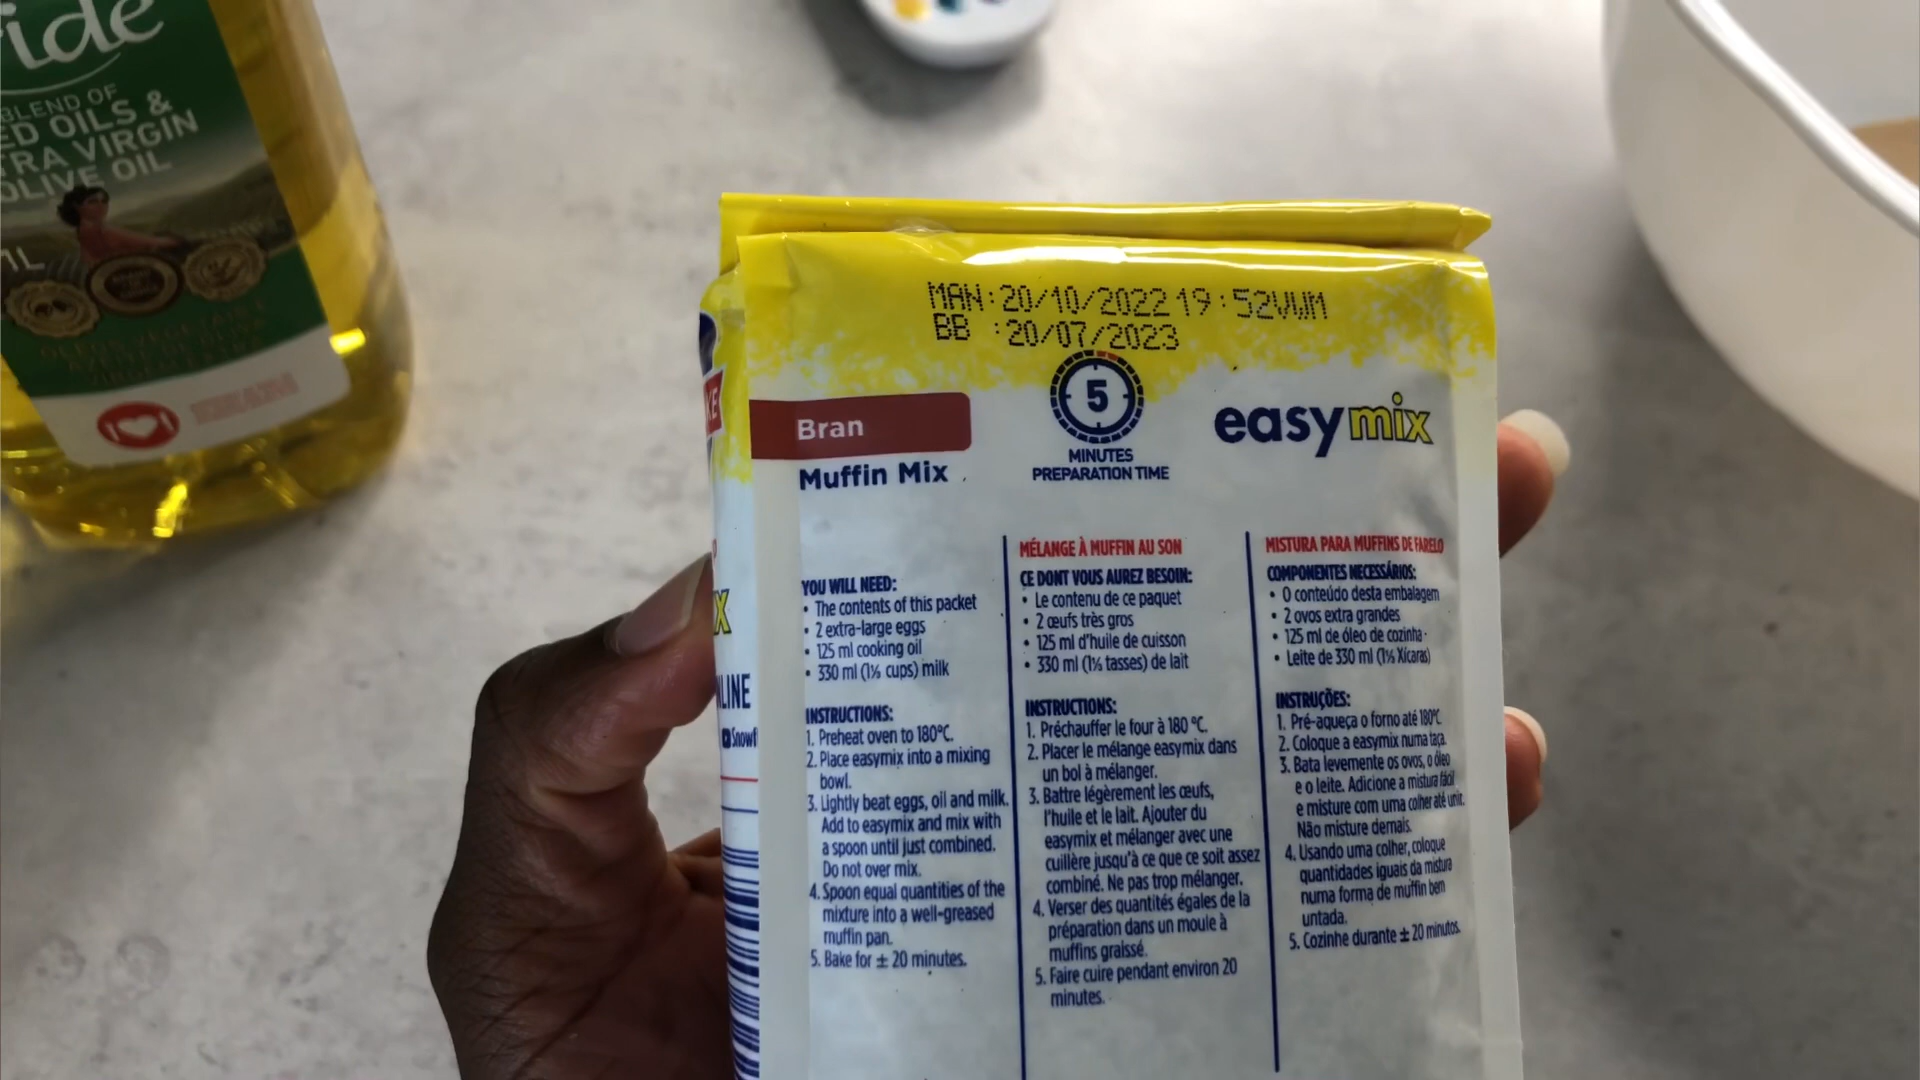 ide
BLEND OF
ED OILS &
TRA VIRGIN
OLIVE OIL
ML
MAN:20/10/2022 19:52VWM
BB :20/07/2023
5
MINUTES
PREPARATION TIME
easymix
Bran
Muffin Mix
YOU WILL NEED:
• The contents of this packet
• 2 extra-large eggs
• 125 ml cooking oil
• 330 ml (1⅓ cups) milk
INSTRUCTIONS:
1. Preheat oven to 180°C.
2. Place easymix into a mixing
bowl.
3. Lightly beat eggs, oil and milk.
Add to easymix and mix with
a spoon until just combined.
Do not over mix.
4. Spoon equal quantities of the
mixture into a well-greased
muffin pan.
5. Bake for ± 20 minutes.
MÉLANGE À MUFFIN AU SON
CE DONT VOUS AUREZ BESOIN:
• Le contenu de ce paquet
• 2 œufs très gros
• 125 ml d'huile de cuisson
• 330 ml (1⅓ tasses) de lait
INSTRUCTIONS:
1. Préchauffer le four à 180 °C.
2. Placer le mélange easymix dans
un bol à mélanger.
3. Battre légèrement les œufs,
l'huile et le lait. Ajouter du
easymix et mélanger avec une
cuillère jusqu'à ce que ce soit assez
combiné. Ne pas trop mélanger.
4. Verser des quantités égales de la
préparation dans un moule à
muffins graissé.
5. Faire cuire pendant environ 20
minutes.
MISTURA PARA MUFFINS DE FARELO
COMPONENTES NECESSÁRIOS:
• O conteúdo desta embalagem
• 2 ovos extra grandes
• 125 ml de óleo de cozinha
• Leite de 330 ml (1⅓ Xícaras)
INSTRUÇÕES:
1. Pré-aqueça o forno até 180°C.
2. Coloque a easymix numa taça.
3. Bata levemente os ovos, o óleo
e o leite. Adicione a mistura fácil
e misture com uma colher até unir.
Não misture demais.
4. Usando uma colher, coloque
quantidades iguais da mistura
numa forma de muffin bem
untada.
5. Cozinhe durante ± 20 minutos.
KE
X
NLINE
Snowf